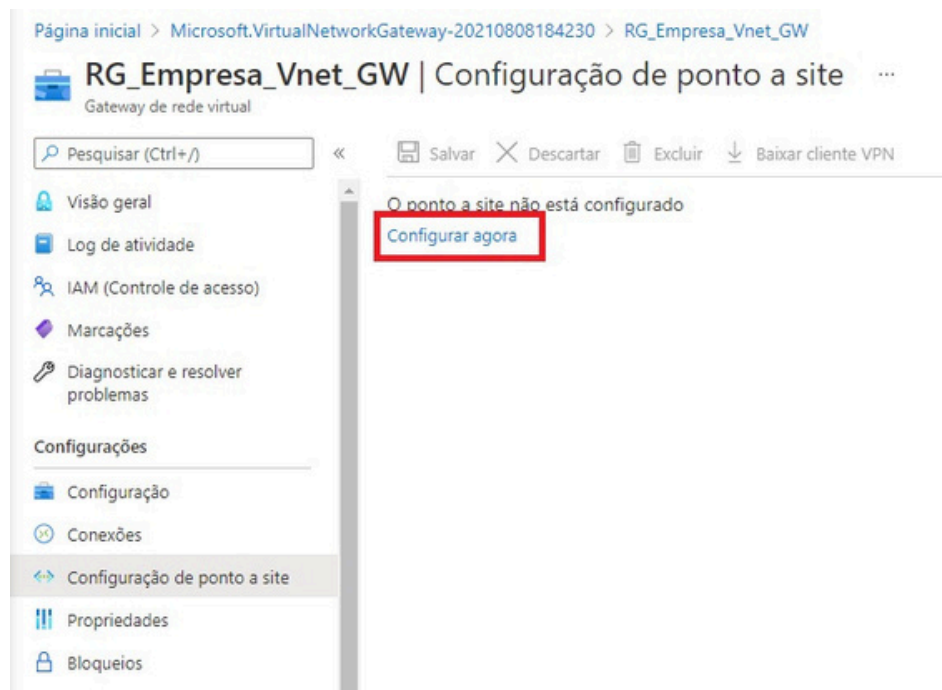 Página inicial > Microsoft.VirtualNetworkGateway-20210808184230 > RG_Empresa_Vnet_GW
RG_Empresa_Vnet_GW | Configuração de ponto a site ...
Gateway de rede virtual
Pesquisar (Ctrl+/)
«
Salvar
Descartar
Excluir
Baixar cliente VPN
Visão geral
Log de atividade
IAM (Controle de acesso)
Marcações
Diagnosticar e resolver
problemas
Configurações
Configuração
Conexões
Configuração de ponto a site
Propriedades
Bloqueios
O ponto a site não está configurado
Configurar agora